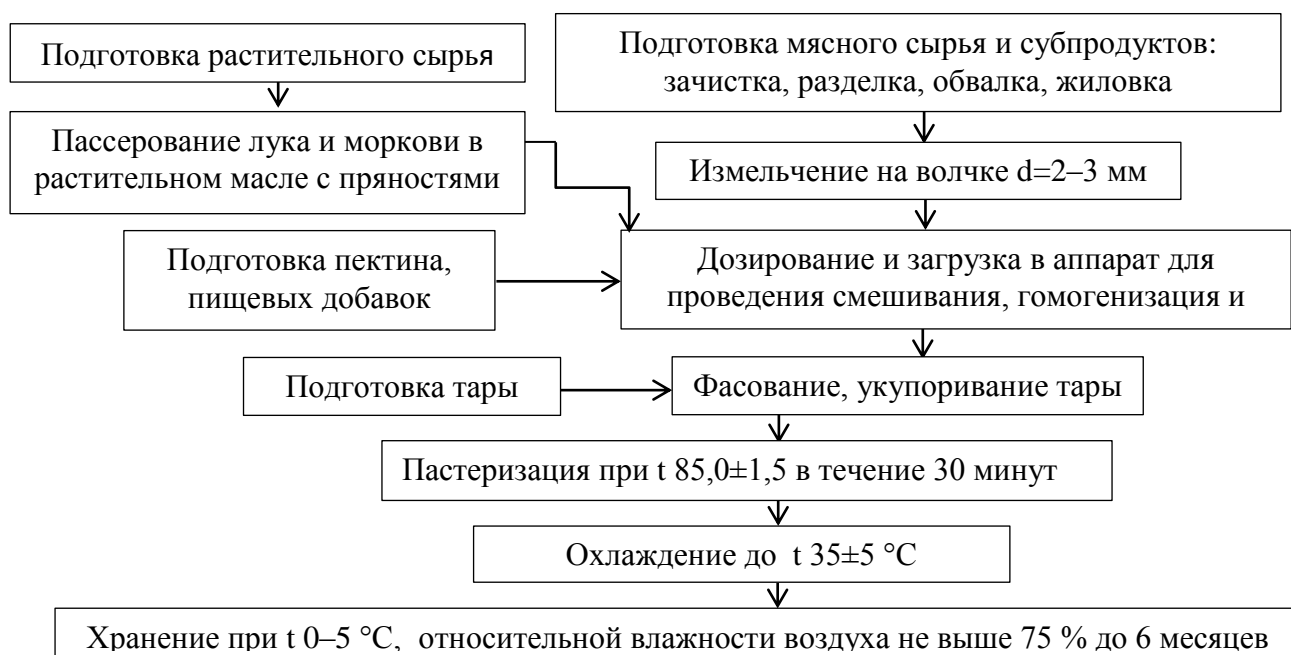 Подготовка растительного сырья
Подготовка мясного сырья и субпродуктов:
зачистка, разделка, обвалка, жиловка
Пассерование лука и моркови в
растительном масле с пряностями
Измельчение на волчке d=2–3 мм
Подготовка пектина,
пищевых добавок
Дозирование и загрузка в аппарат для
проведения смешивания, гомогенизация и
Подготовка тары
Фасование, укупоривание тары
Пастеризация при t 85,0±1,5 в течение 30 минут
Охлаждение до t 35±5 °C
Хранение при t 0–5 °C, относительной влажности воздуха не выше 75 % до 6 месяцев